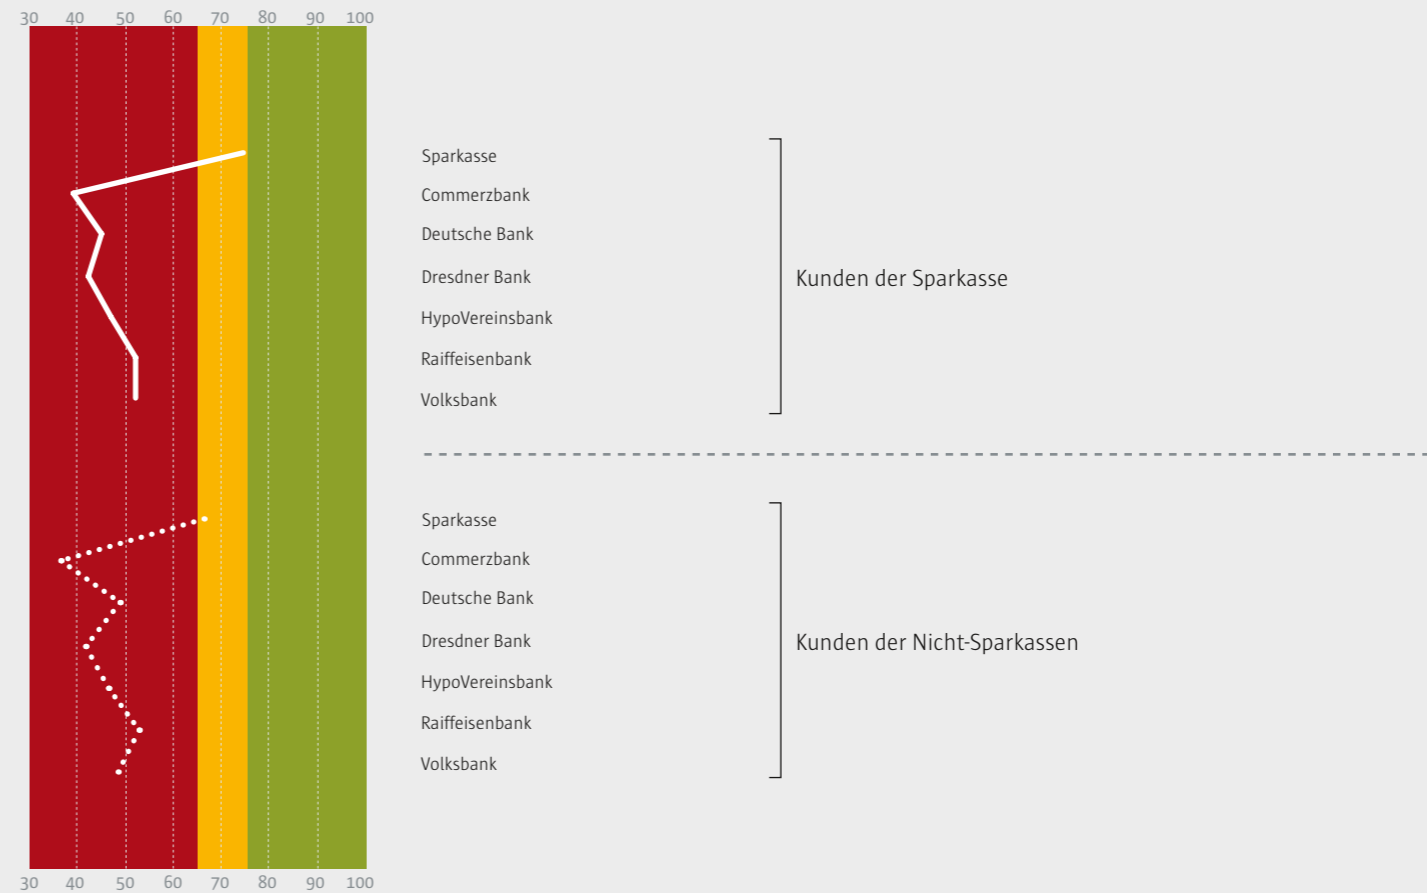 30 40 50 60 70 80 90 100
Sparkasse
Commerzbank
Deutsche Bank
Dresdner Bank
Kunden der Sparkasse
HypoVereinsbank
Raiffeisenbank
Volksbank
Sparkasse
Commerzbank
Deutsche Bank
Dresdner Bank
Kunden der Nicht-Sparkassen
HypoVereinsbank
Raiffeisenbank
Volksbank
30 40 50 60 70 80 90 100